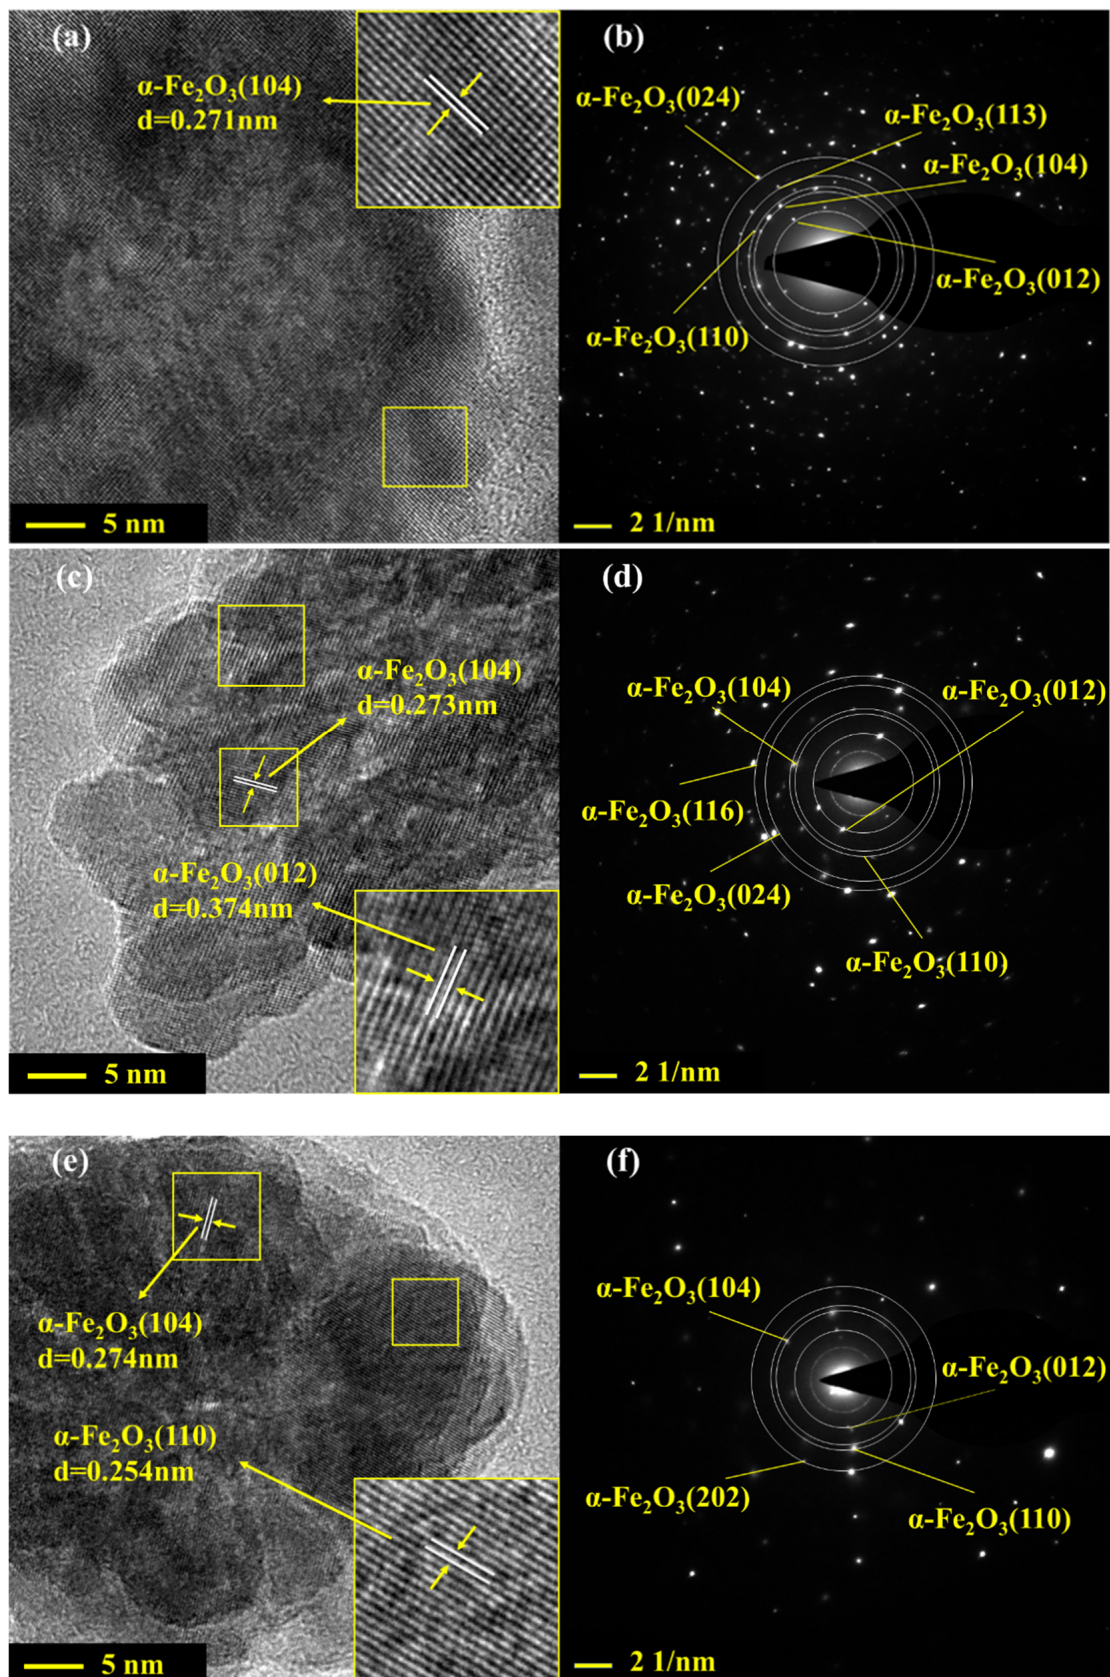 (a)
α-Fe₂O₃(104)
d=0.271nm
5 nm
(b)
α-Fe₂O₃(024)
α-Fe₂O₃(113)
α-Fe₂O₃(104)
α-Fe₂O₃(012)
α-Fe₂O₃(110)
2 1/nm
(c)
α-Fe₂O₃(104)
d=0.273nm
α-Fe₂O₃(012)
d=0.374nm
5 nm
(d)
α-Fe₂O₃(104)
α-Fe₂O₃(012)
α-Fe₂O₃(116)
α-Fe₂O₃(024)
α-Fe₂O₃(110)
2 1/nm
(e)
α-Fe₂O₃(104)
d=0.274nm
α-Fe₂O₃(110)
d=0.254nm
5 nm
(f)
α-Fe₂O₃(104)
α-Fe₂O₃(012)
α-Fe₂O₃(202)
α-Fe₂O₃(110)
2 1/nm